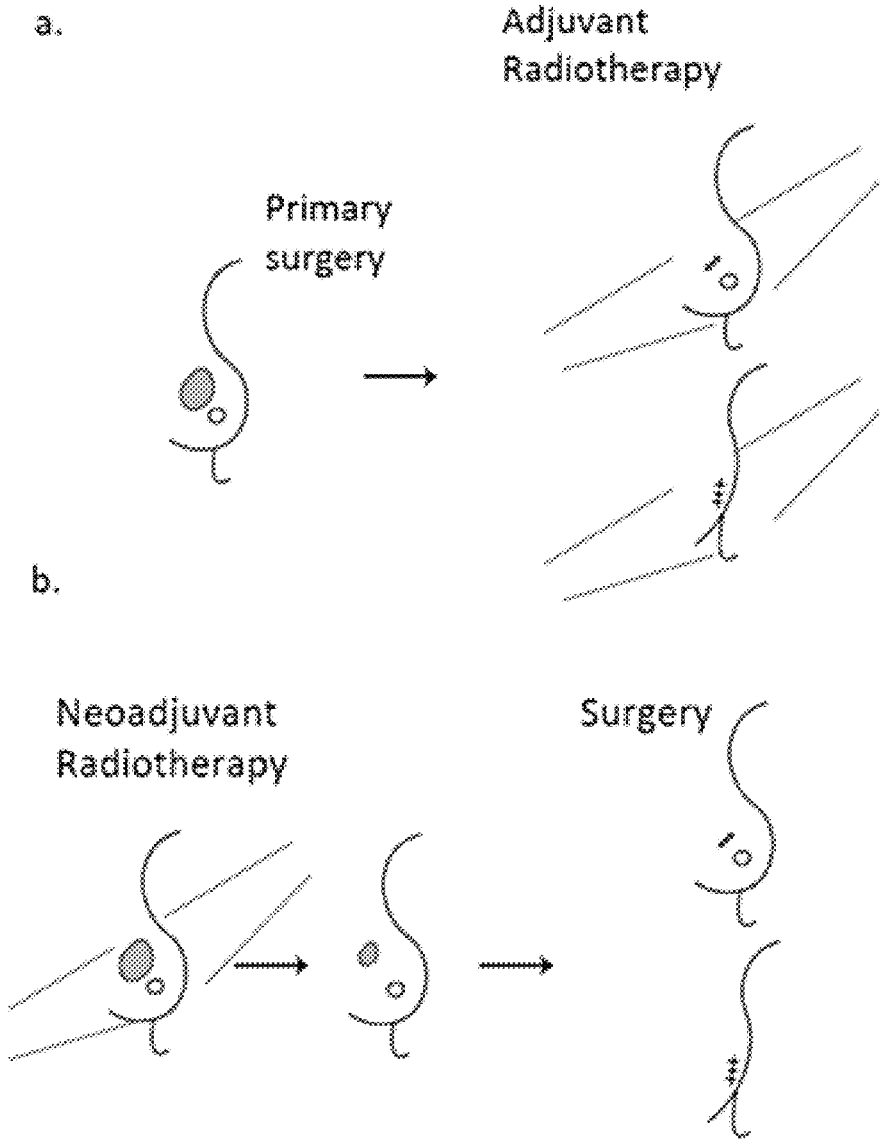 a.
Adjuvant
Radiotherapy
Primary
surgery
b.
Neoadjuvant
Radiotherapy
Surgery